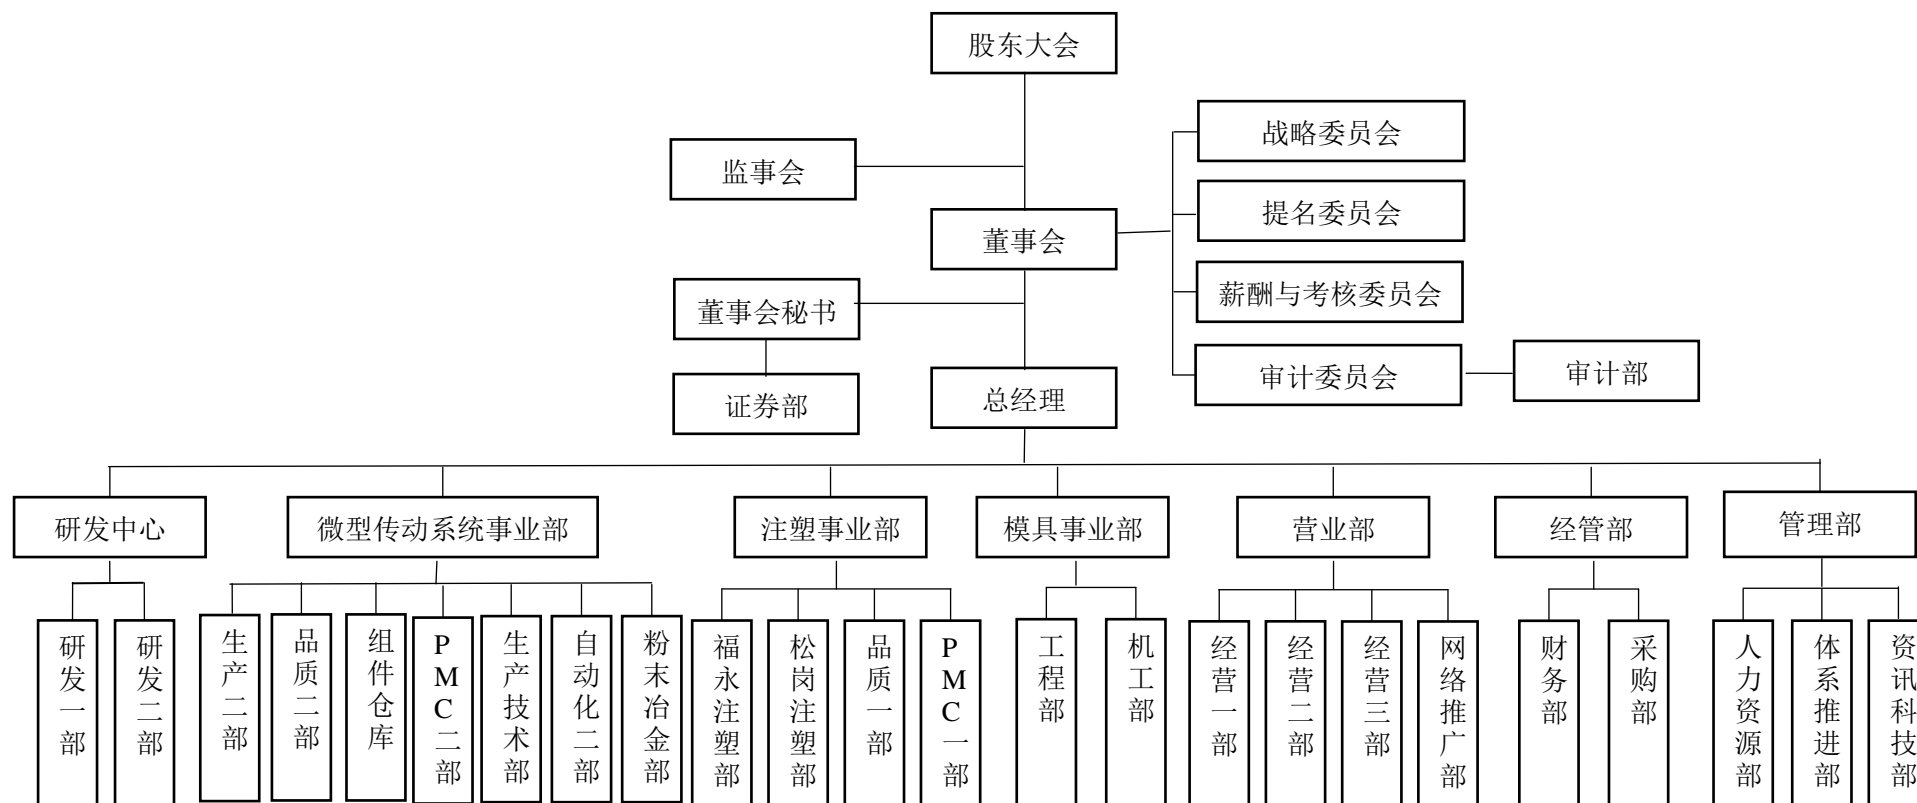 股东大会
战略委员会
监事会
提名委员会
董事会
薪酬与考核委员会
董事会秘书
审计委员会
审计部
证券部
总经理
研发中心
微型传动系统事业部
注塑事业部
模具事业部
营业部
经管部
管理部
研发一部
研发二部
生产二部
品质二部
组件仓库
PMC二部
生产技术部
自动化二部
粉末冶金部
福永注塑部
松岗注塑部
品质一部
PMC一部
工程部
机工部
经营一部
经营二部
经营三部
网络推广部
财务部
采购部
人力资源部
体系推进部
资讯科技部